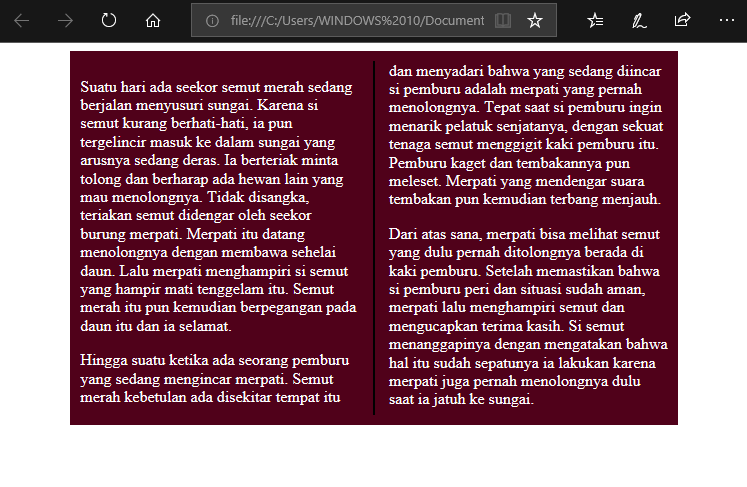 file:///C:/Users/WINDOWS%2010/Document
Suatu hari ada seekor semut merah sedang
berjalan menyusuri sungai. Karena si
semut kurang berhati-hati, ia pun
tergelincir masuk ke dalam sungai yang
arusnya sedang deras. Ia berteriak minta
tolong dan berharap ada hewan lain yang
mau menolongnya. Tidak disangka,
teriakan semut didengar oleh seekor
burung merpati. Merpati itu datang
menolongnya dengan membawa sehelai
daun. Lalu merpati menghampiri si semut
yang hampir mati tenggelam itu. Semut
merah itu pun kemudian berpegangan pada
daun itu dan ia selamat.
Hingga suatu ketika ada seorang pemburu
yang sedang mengincar merpati. Semut
merah kebetulan ada disekitar tempat itu
dan menyadari bahwa yang sedang diincar
si pemburu adalah merpati yang pernah
menolongnya. Tepat saat si pemburu ingin
menarik pelatuk senjatanya, dengan sekuat
tenaga semut menggigit kaki pemburu itu.
Pemburu kaget dan tembakannya pun
meleset. Merpati yang mendengar suara
tembakan pun kemudian terbang menjauh.
Dari atas sana, merpati bisa melihat semut
yang dulu pernah ditolongnya berada di
kaki pemburu. Setelah memastikan bahwa
si pemburu peri dan situasi sudah aman,
merpati lalu menghampiri semut dan
mengucapkan terima kasih. Si semut
menanggapinya dengan mengatakan bahwa
hal itu sudah sepatunya ia lakukan karena
merpati juga pernah menolongnya dulu
saat ia jatuh ke sungai.